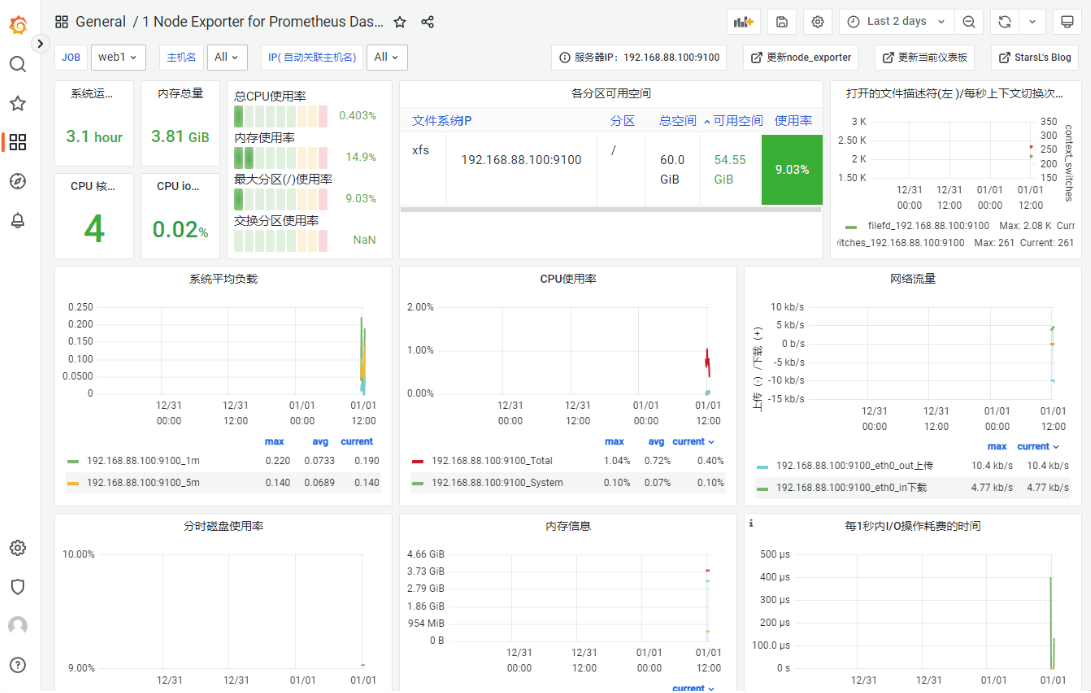 General / 1 Node Exporter for Prometheus Das...
Last 2 days
JOB web1 主机名 All IP( 自动关联主机名) All 服务器IP：192.168.88.100:9100 更新node_exporter 更新当前仪表板 StarsL's Blog
系统运...
3.1 hour
内存总量
3.81 GiB
CPU 核...
4
CPU io...
0.02%
总CPU使用率
0.403%
内存使用率
14.9%
最大分区(/)使用率
9.03%
交换分区使用率
NaN
各分区可用空间
文件系统 IP 分区 总空间 可用空间 使用率
xfs 192.168.88.100:9100 / 60.0 GiB 54.55 GiB 9.03%
打开的文件描述符(左 )/每秒上下文切换次...
3 K
2.50 K
2 K
1.50 K
350
300
250
200
150
context_switches
12/31 12/31 01/01 01/01
00:00 12:00 00:00 12:00
filefd_192.168.88.100:9100 Max: 2.08 K Curr
itches_192.168.88.100:9100 Max: 261 Current: 261
系统平均负载
0.250
0.200
0.150
0.100
0.0500
0
12/31 12/31 01/01 01/01
00:00 12:00 00:00 12:00
max avg current
192.168.88.100:9100_1m 0.220 0.0733 0.190
192.168.88.100:9100_5m 0.140 0.0689 0.140
CPU使用率
2.00%
1.00%
0.00%
12/31 12/31 01/01 01/01
00:00 12:00 00:00 12:00
max avg current
192.168.88.100:9100_Total 1.04% 0.72% 0.40%
192.168.88.100:9100_System 0.10% 0.07% 0.10%
网络流量
上传（-）/下载（+）
10 kb/s
5 kb/s
0 b/s
-5 kb/s
-10 kb/s
-15 kb/s
12/31 12/31 01/01 01/01
00:00 12:00 00:00 12:00
max current
192.168.88.100:9100_eth0_out上传 10.4 kb/s 10.4 kb/s
192.168.88.100:9100_eth0_in下载 4.77 kb/s 4.77 kb/s
分时磁盘使用率
10.00%
9.00%
12/31 12/31 01/01 01/01
内存信息
4.66 GiB
3.73 GiB
2.79 GiB
1.86 GiB
954 MiB
0 B
12/31 12/31 01/01 01/01
00:00 12:00 00:00 12:00
current
i
每1秒内I/O操作耗费的时间
500 µs
400 µs
300 µs
200 µs
100.0 µs
0 s
12/31 12/31 01/01 01/01